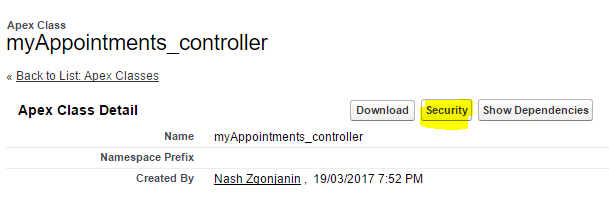 Apex Class
myAppointments_controller
« Back to List: Apex Classes
Apex Class Detail Download Security Show Dependencies
Name myAppointments_controller
Namespace Prefix
Created By Nash Zgonjanin , 19/03/2017 7:52 PM